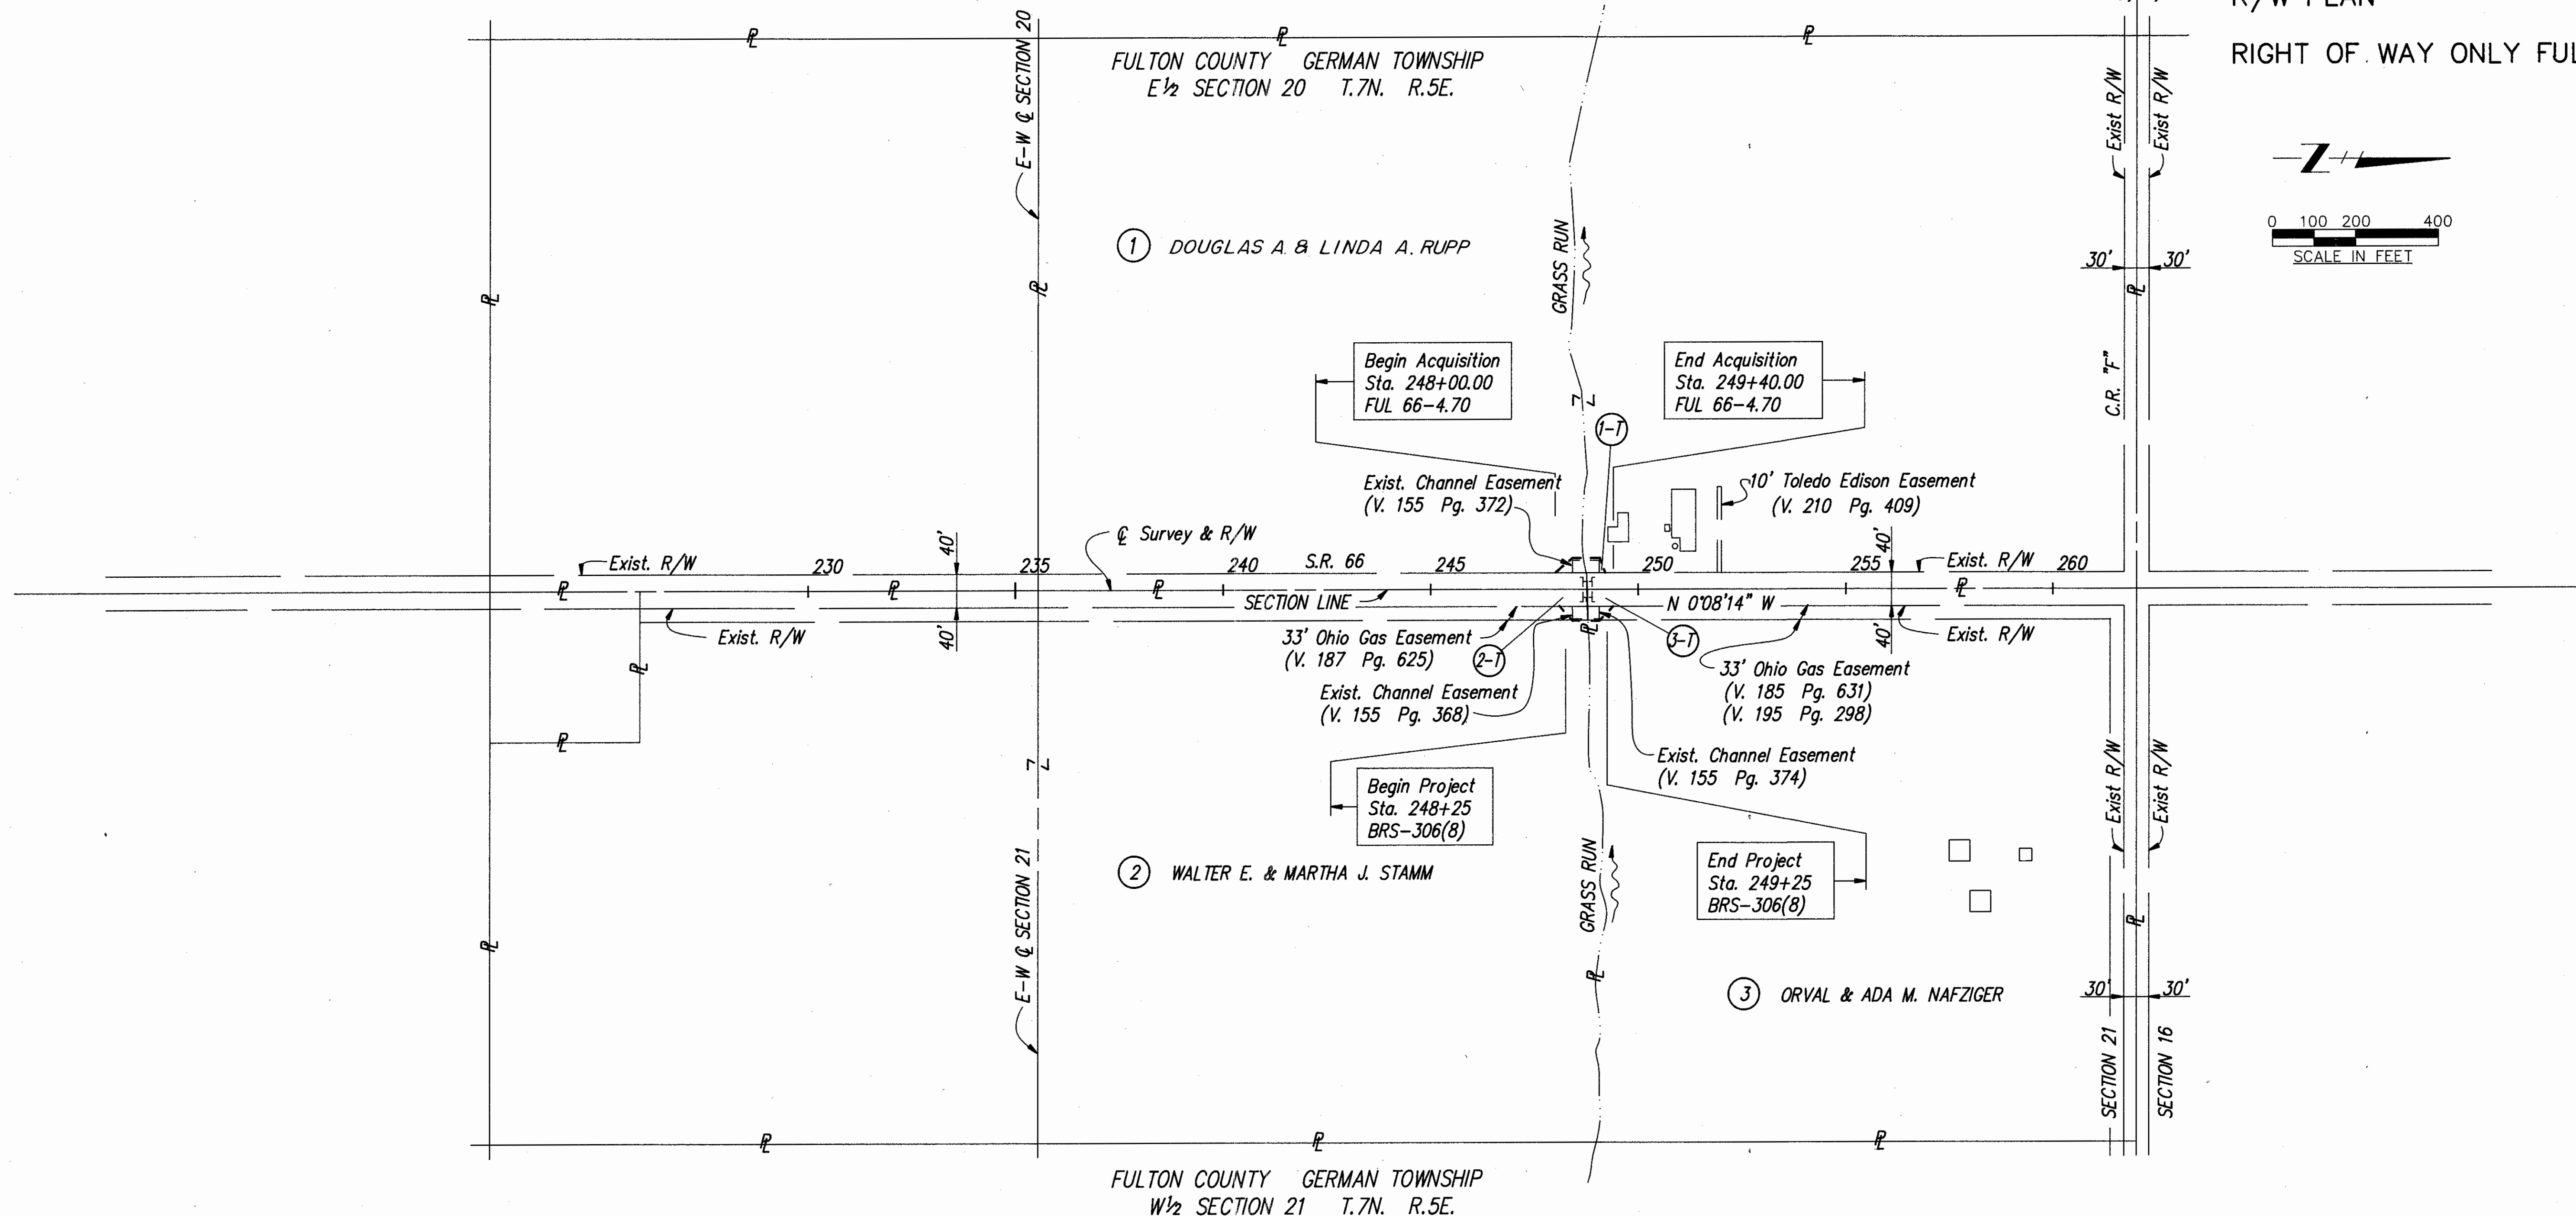 R/W PLAN
RIGHT OF WAY ONLY FUL
FULTON COUNTY GERMAN TOWNSHIP
E½ SECTION 20 T.7N. R.5E.
E-W ℄ SECTION 20
Exist R/W
Exist R/W
Z
0 100 200 400
SCALE IN FEET
30' 30'
① DOUGLAS A. & LINDA A. RUPP
GRASS RUN
C.R. "F"
Begin Acquisition
Sta. 248+00.00
FUL 66-4.70
End Acquisition
Sta. 249+40.00
FUL 66-4.70
1-T
Exist. Channel Easement
(V. 155 Pg. 372)
10' Toledo Edison Easement
(V. 210 Pg. 409)
℄ Survey & R/W
40'
40'
Exist. R/W
230 235 240 S.R. 66 245 250 255
Exist. R/W
260
SECTION LINE
N 0°08'14" W
Exist. R/W
40'
40'
Exist. R/W
33' Ohio Gas Easement
(V. 187 Pg. 625)
2-T
3-T
33' Ohio Gas Easement
(V. 185 Pg. 631)
(V. 195 Pg. 298)
Exist. Channel Easement
(V. 155 Pg. 368)
Exist. Channel Easement
(V. 155 Pg. 374)
Begin Project
Sta. 248+25
BRS-306(8)
End Project
Sta. 249+25
BRS-306(8)
② WALTER E. & MARTHA J. STAMM
GRASS RUN
E-W ℄ SECTION 21
Exist R/W
Exist R/W
③ ORVAL & ADA M. NAFZIGER
30' 30'
SECTION 21
SECTION 16
FULTON COUNTY GERMAN TOWNSHIP
W½ SECTION 21 T.7N. R.5E.